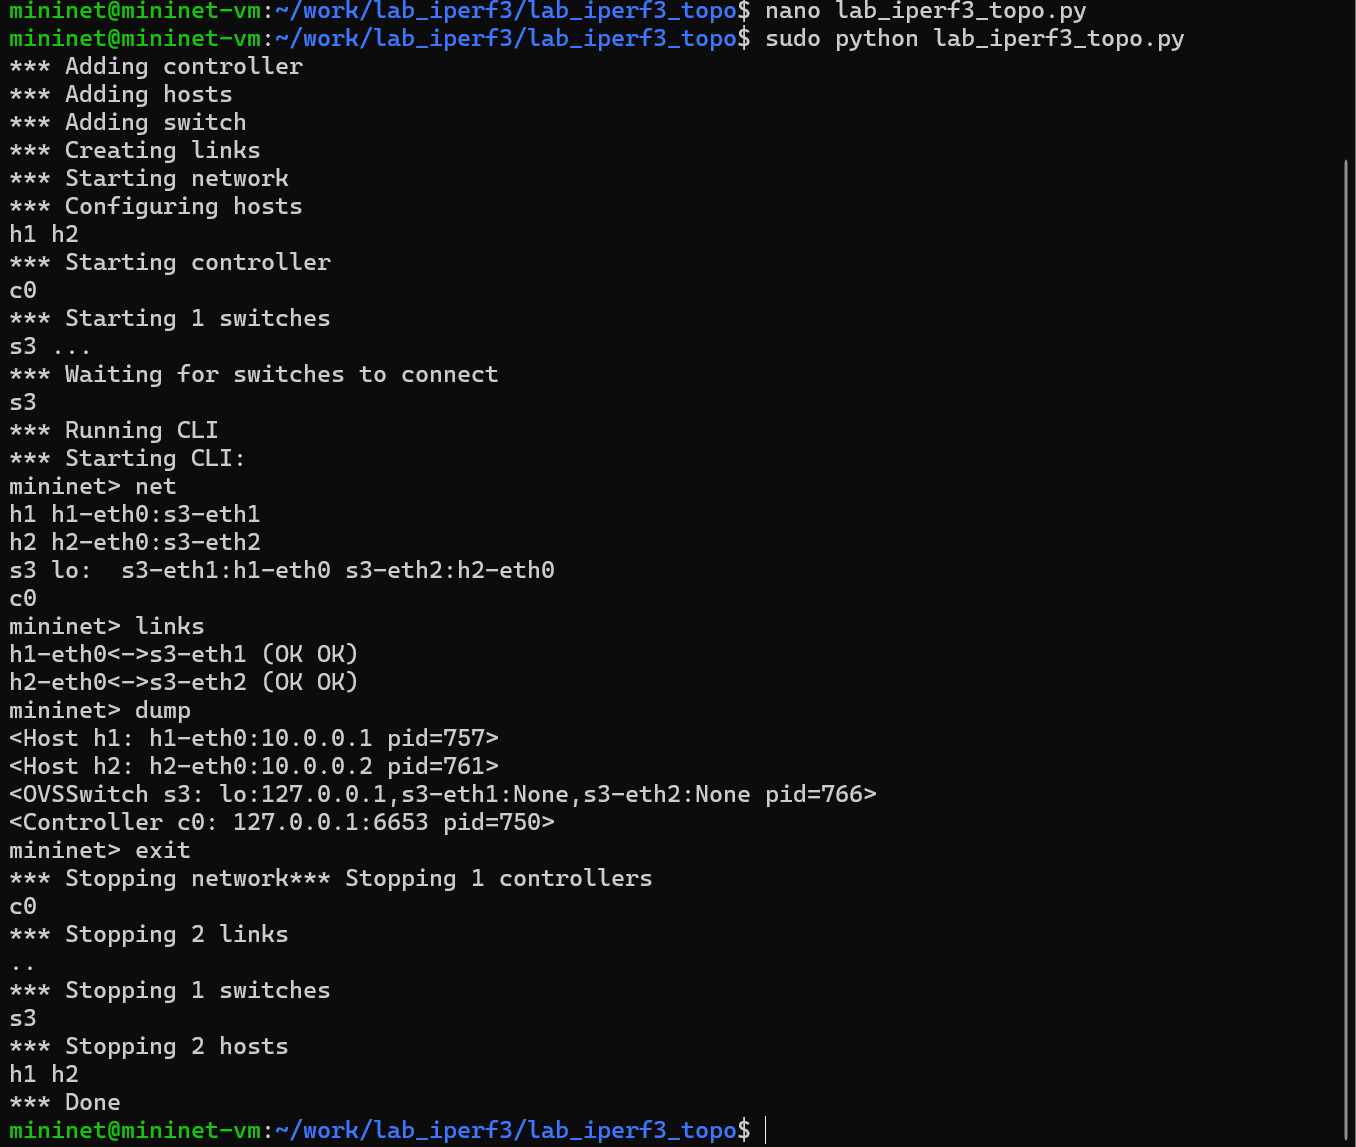 mininet@mininet-vm:~/work/lab_iperf3/lab_iperf3_topo$ nano lab_iperf3_topo.py
mininet@mininet-vm:~/work/lab_iperf3/lab_iperf3_topo$ sudo python lab_iperf3_topo.py
*** Adding controller
*** Adding hosts
*** Adding switch
*** Creating links
*** Starting network
*** Configuring hosts
h1 h2
*** Starting controller
c0
*** Starting 1 switches
s3 ...
*** Waiting for switches to connect
s3
*** Running CLI
*** Starting CLI:
mininet> net
h1 h1-eth0:s3-eth1
h2 h2-eth0:s3-eth2
s3 lo:  s3-eth1:h1-eth0 s3-eth2:h2-eth0
c0
mininet> links
h1-eth0<->s3-eth1 (OK OK)
h2-eth0<->s3-eth2 (OK OK)
mininet> dump
<Host h1: h1-eth0:10.0.0.1 pid=757>
<Host h2: h2-eth0:10.0.0.2 pid=761>
<OVSSwitch s3: lo:127.0.0.1,s3-eth1:None,s3-eth2:None pid=766>
<Controller c0: 127.0.0.1:6653 pid=750>
mininet> exit
*** Stopping network*** Stopping 1 controllers
c0
*** Stopping 2 links
..
*** Stopping 1 switches
s3
*** Stopping 2 hosts
h1 h2
*** Done
mininet@mininet-vm:~/work/lab_iperf3/lab_iperf3_topo$